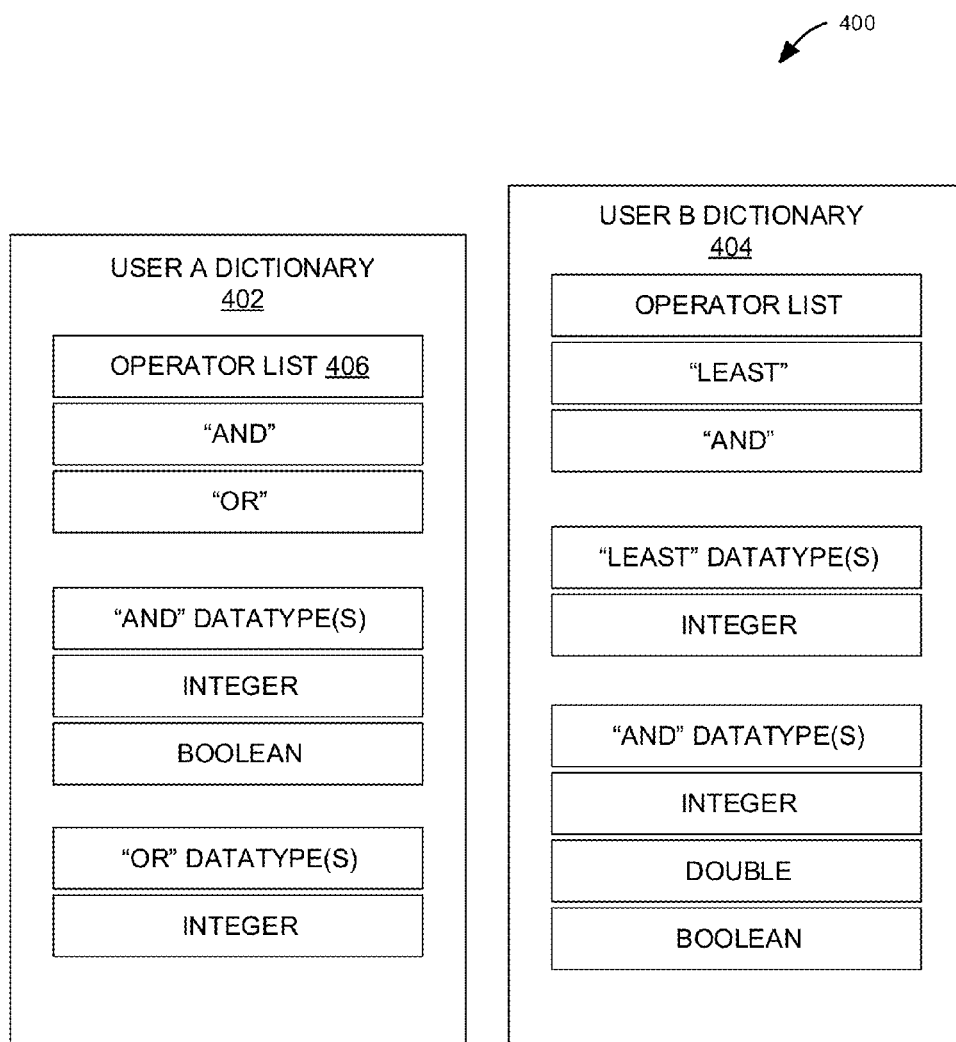 400
USER A DICTIONARY
402
OPERATOR LIST 406
“AND”
“OR”
“AND” DATATYPE(S)
INTEGER
BOOLEAN
“OR” DATATYPE(S)
INTEGER
USER B DICTIONARY
404
OPERATOR LIST
“LEAST”
“AND”
“LEAST” DATATYPE(S)
INTEGER
“AND” DATATYPE(S)
INTEGER
DOUBLE
BOOLEAN